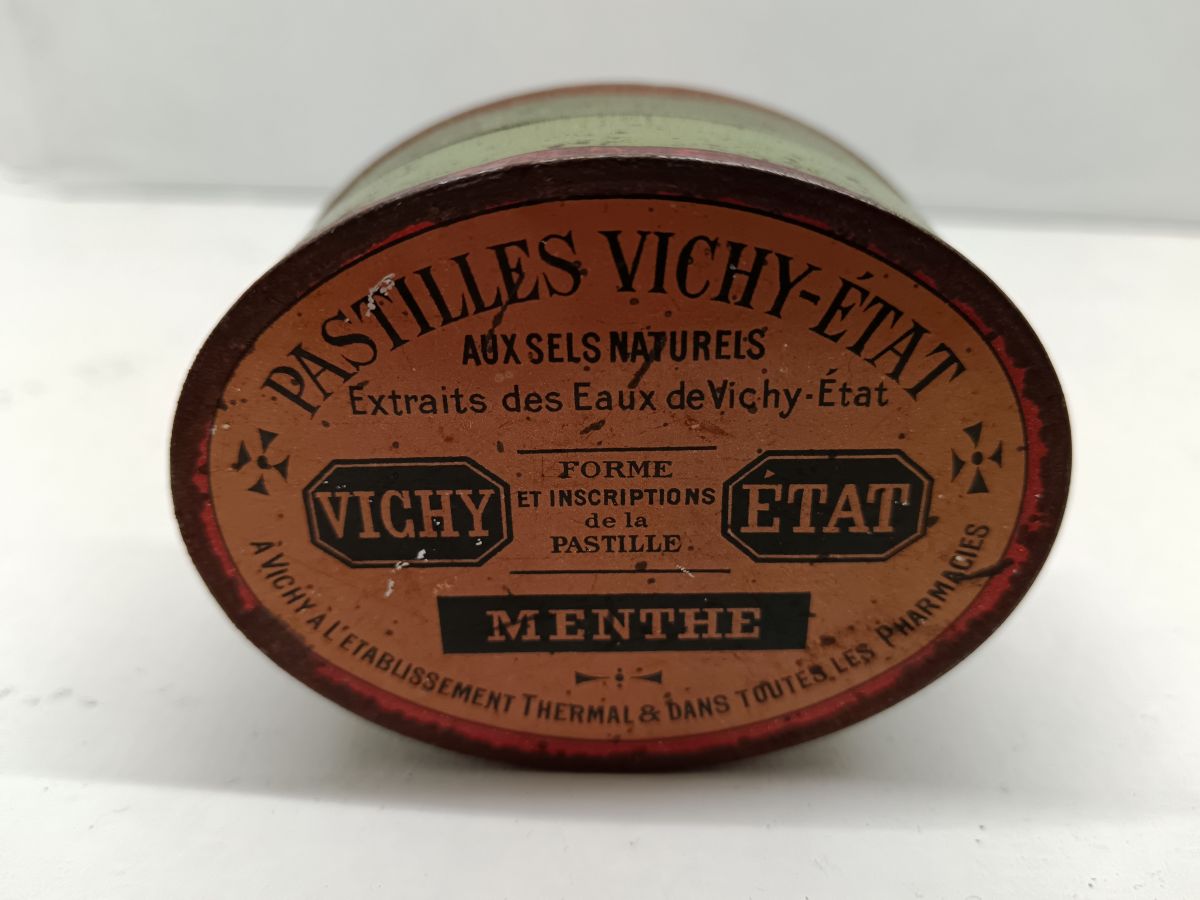 PASTILLES VICHY-ÉTAT
AUX SELS NATURELS
Extraits des Eaux de Vichy-État
FORME
ET INSCRIPTIONS
de la
PASTILLE
VICHY
ÉTAT
MENTHE
À VICHY À L'ETABLISSEMENT THERMAL & DANS TOUTES LES PHARMACIES